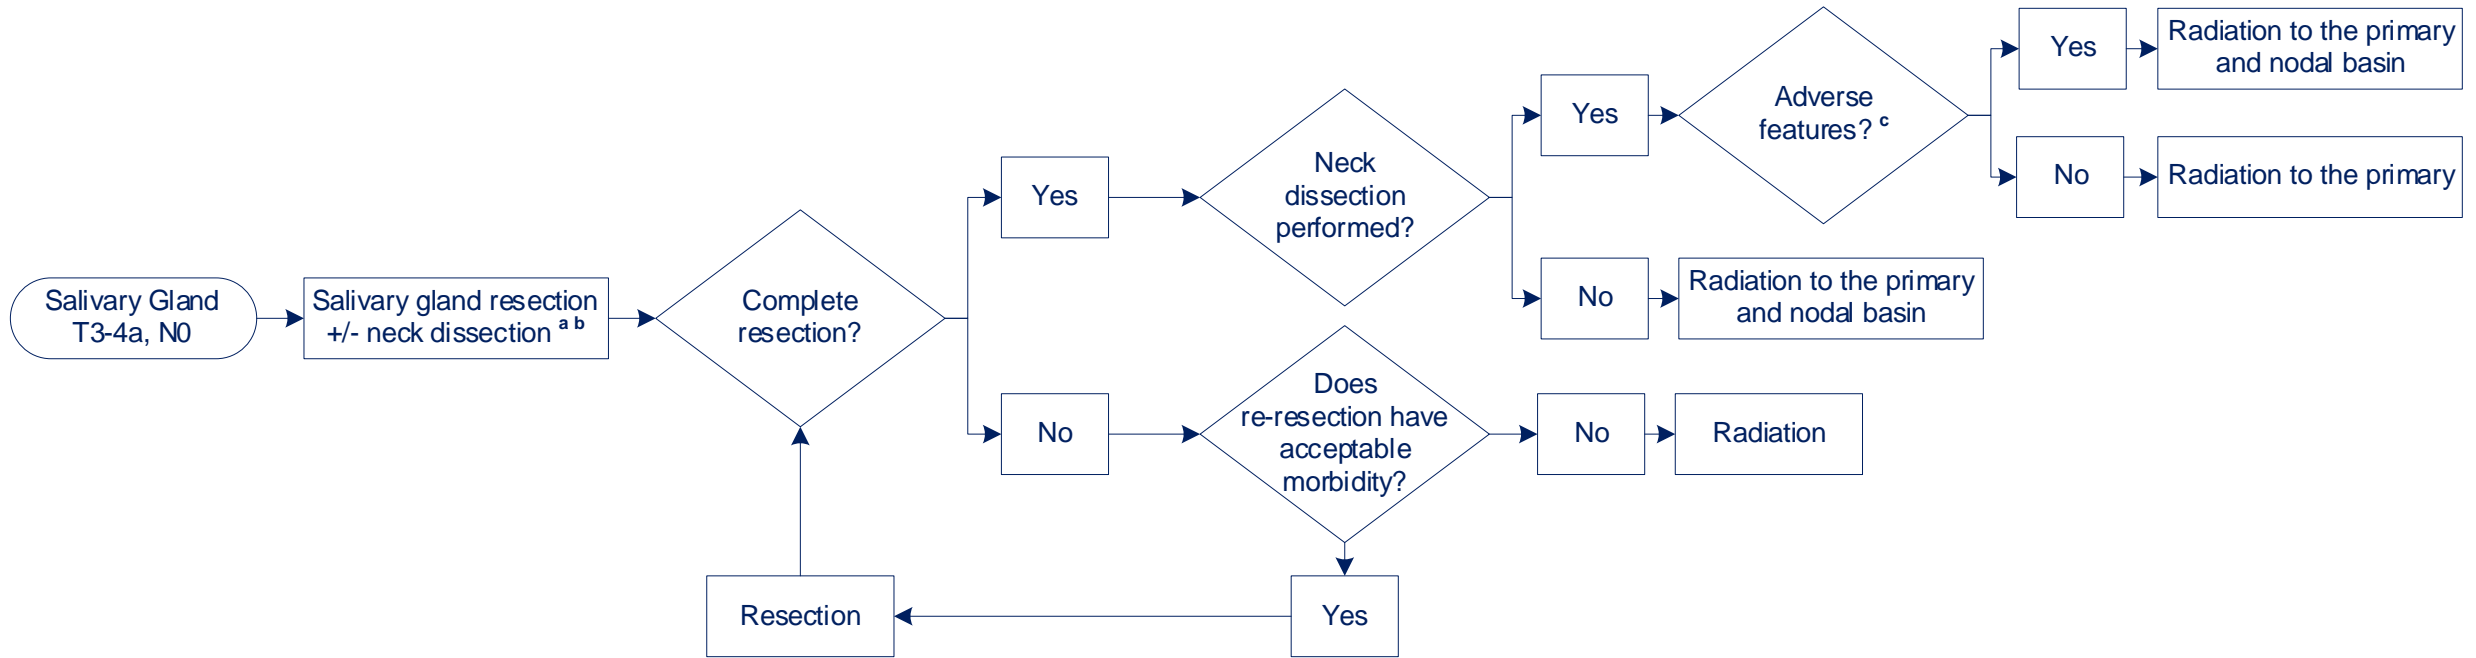 Salivary Gland
T3-4a, N0
Salivary gland resection
+/- neck dissection a b
Complete
resection?
Yes
Neck
dissection
performed?
Yes
Adverse
features? c
Yes
Radiation to the primary
and nodal basin
No
Radiation to the primary
No
Radiation to the primary
and nodal basin
No
Does
re-resection have
acceptable
morbidity?
No
Radiation
Yes
Resection